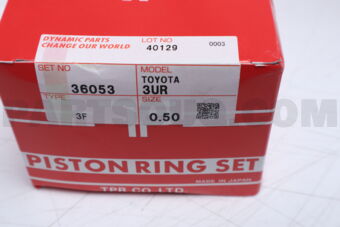 DYNAMIC PARTS
CHANGE OUR WORLD
LOT NO
40129
0003
SET NO
36053
MODEL
TOYOTA
3UR
TYPE
3F
SIZE
0.50
PISTON RING SET
MADE IN JAPAN
TPR CO.,LTD.